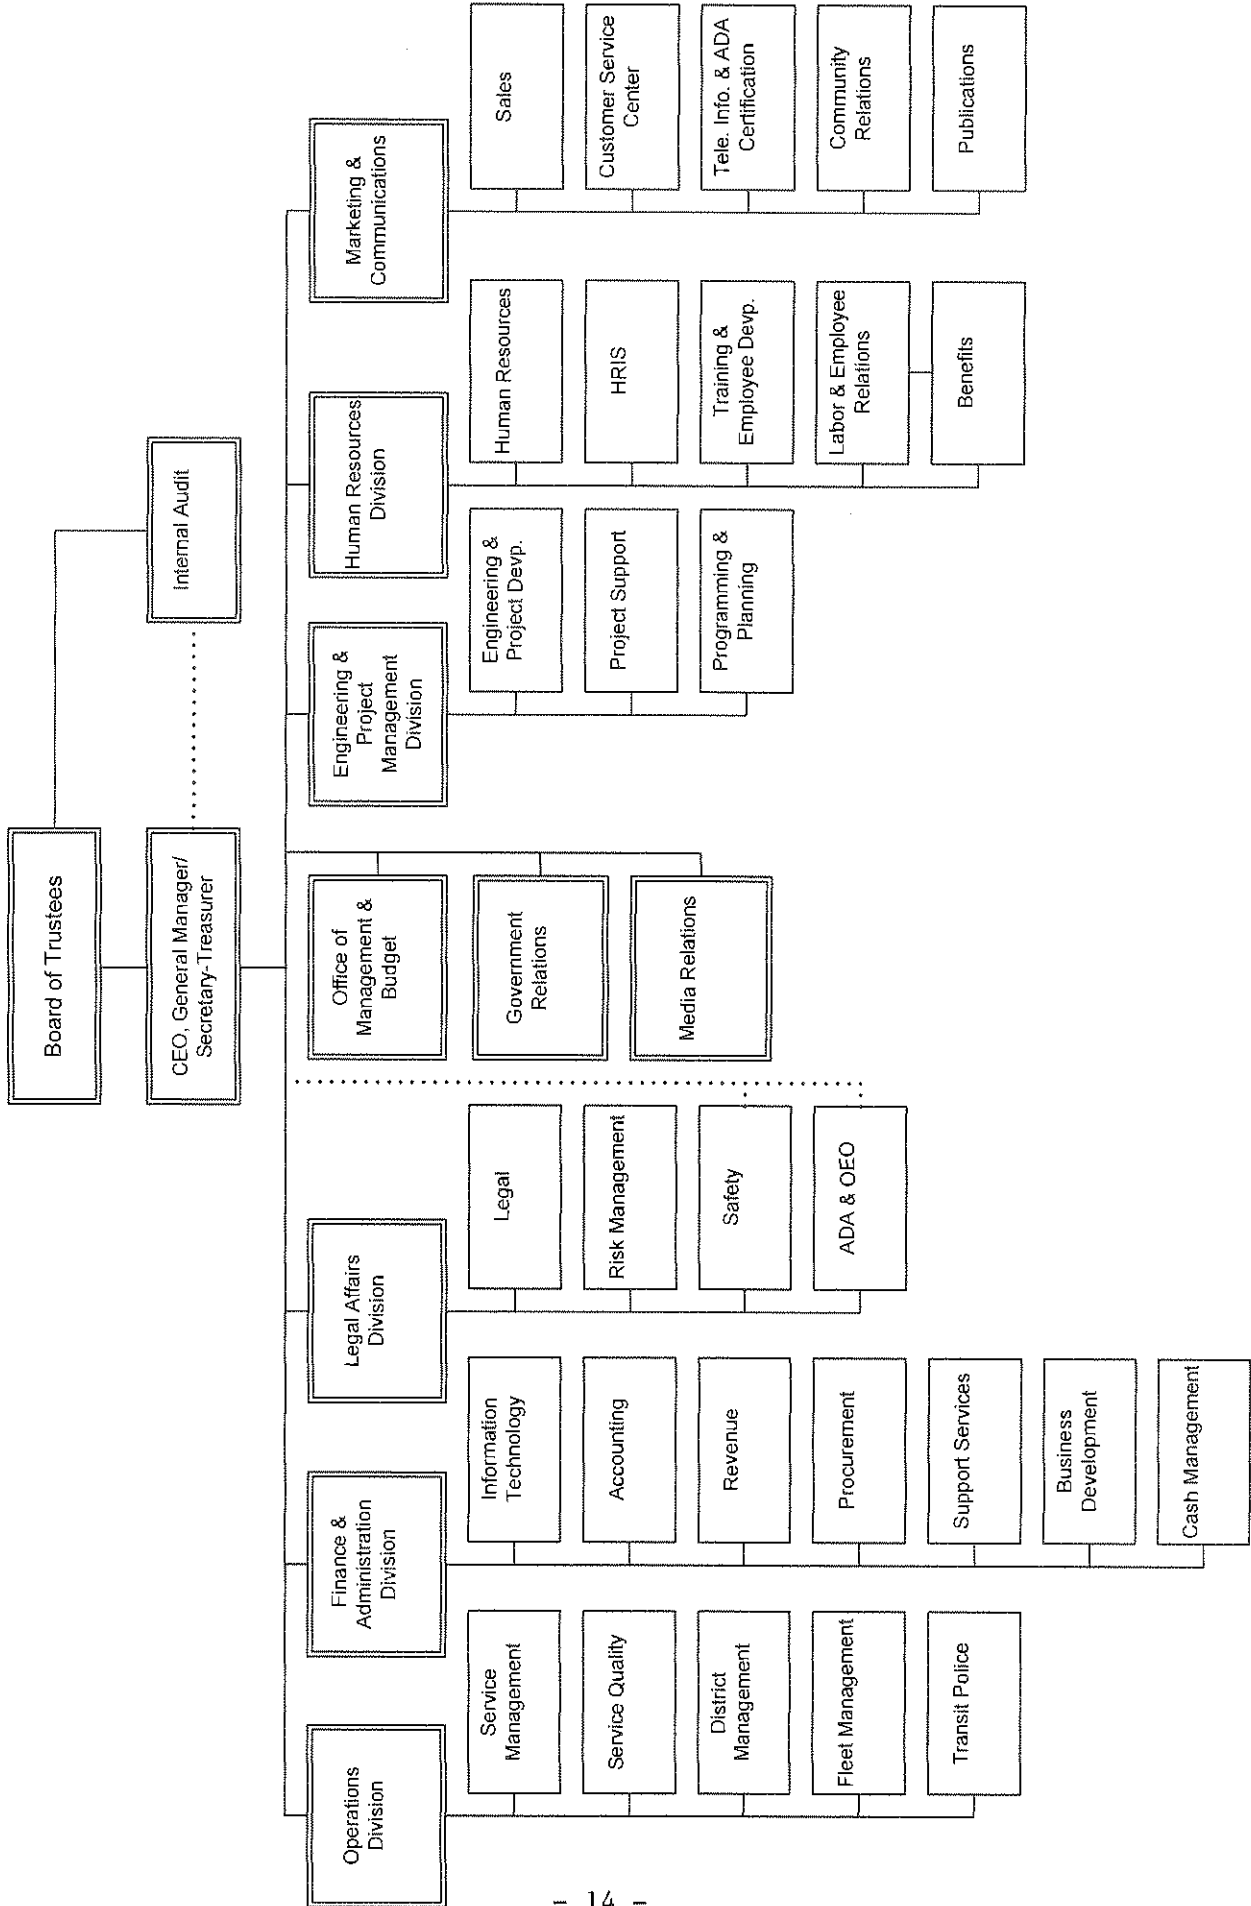 Board of Trustees
CEO, General Manager/
Secretary-Treasurer
Internal Audit
Operations
Division
Service
Management
Service Quality
District
Management
Fleet Management
Transit Police
Finance &
Administration
Division
Information
Technology
Accounting
Revenue
Procurement
Support Services
Business
Development
Cash Management
Legal Affairs
Division
Legal
Risk Management
Safety
ADA & OEO
Office of
Management &
Budget
Government
Relations
Media Relations
Engineering &
Project
Management
Division
Engineering &
Project Devp.
Project Support
Programming &
Planning
Human Resources
Division
Human Resources
HRIS
Training &
Employee Devp.
Labor & Employee
Relations
Benefits
Marketing &
Communications
Sales
Customer Service
Center
Tele. Info. & ADA
Certification
Community
Relations
Publications
- 14 -